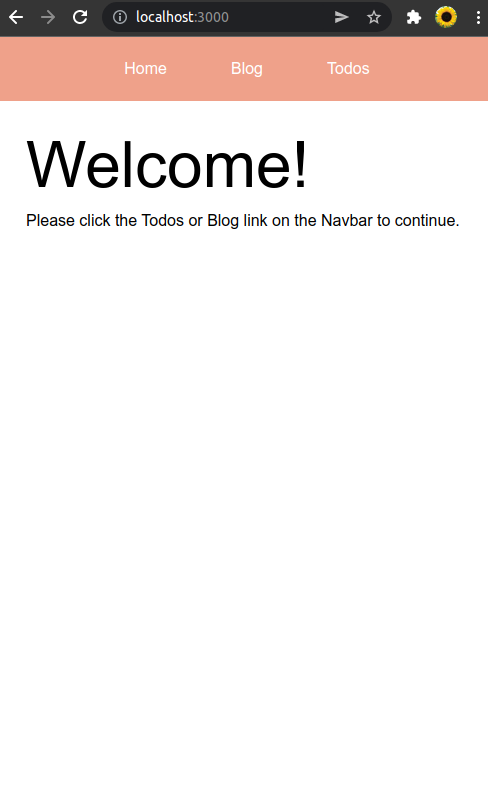 localhost:3000
Home Blog Todos
Welcome!
Please click the Todos or Blog link on the Navbar to continue.